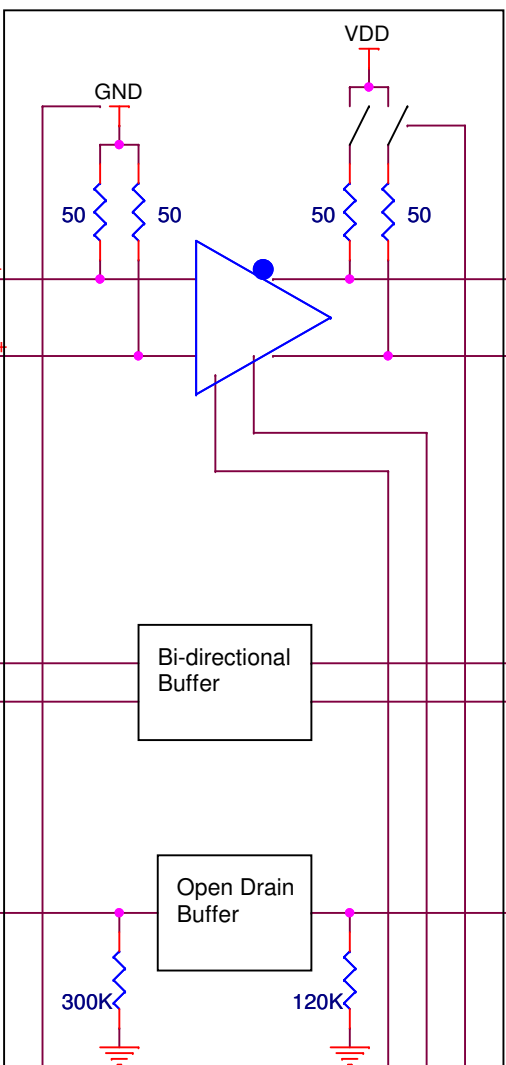 VDD
GND
50
50
50
50
Bi-directional
Buffer
Open Drain
Buffer
300K
120K